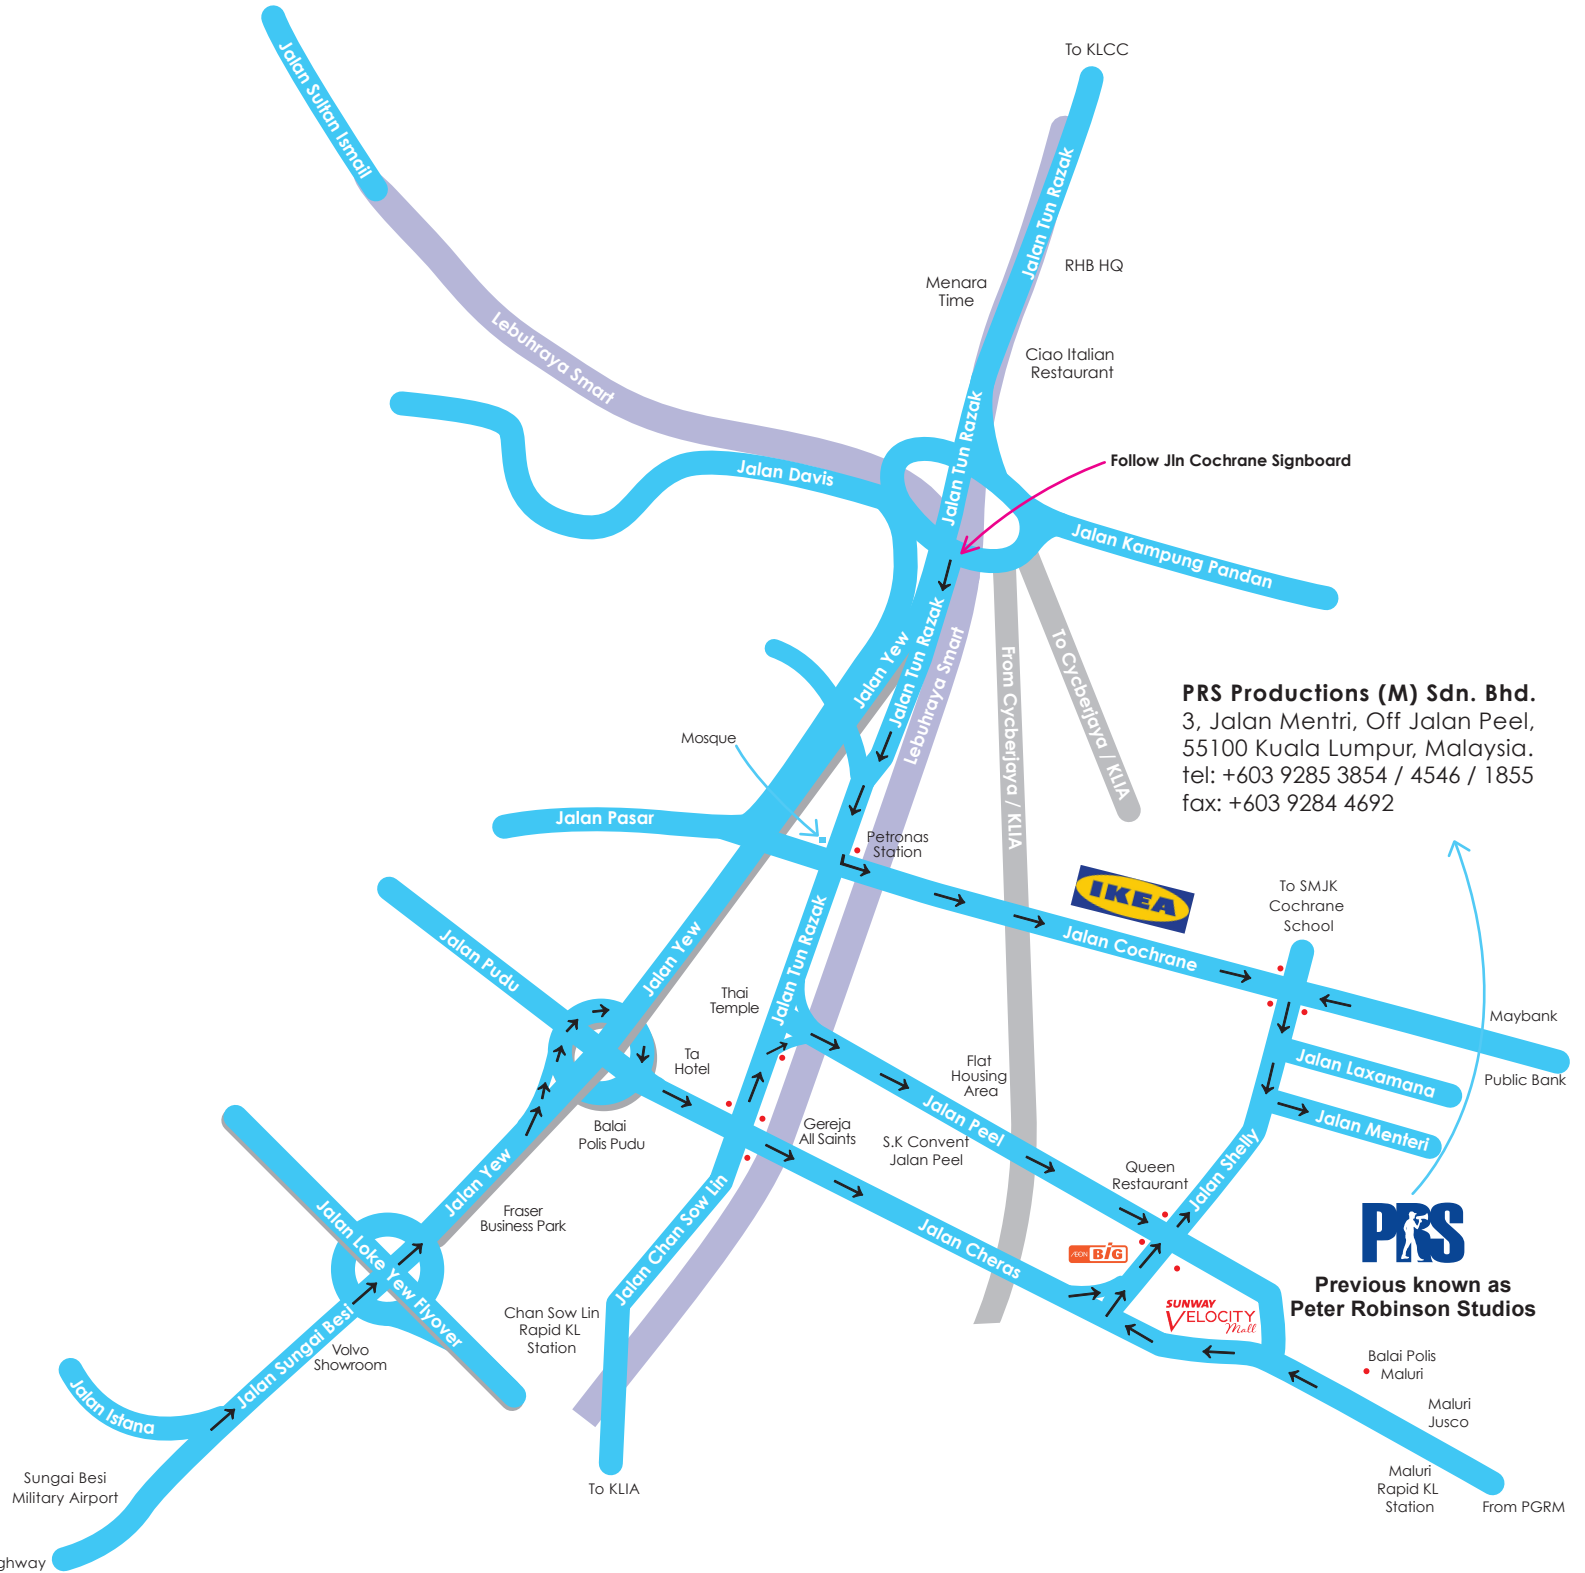 To KLCC
Jalan Sultan Ismail
Jalan Tun Razak
RHB HQ
Menara
Time
Lebuhraya Smart
Ciao Italian
Restaurant
Jalan Tun Razak
Follow Jln Cochrane Signboard
Jalan Davis
Jalan Kampung Pandan
Jalan Yew
Jalan Tun Razak
Lebuhraya Smart
From Cycberjaya / KLIA
To Cycberjaya / KLIA
PRS Productions (M) Sdn. Bhd.
3, Jalan Mentri, Off Jalan Peel,
55100 Kuala Lumpur, Malaysia.
tel: +603 9285 3854 / 4546 / 1855
fax: +603 9284 4692
Mosque
Jalan Pasar
Petronas
Station
IKEA
To SMJK
Cochrane
School
Jalan Cochrane
Jalan Pudu
Jalan Yew
Jalan Tun Razak
Thai
Temple
Maybank
Public Bank
Ta
Hotel
Flat
Housing
Area
Jalan Laxamana
Jalan Menteri
Jalan Peel
Balai
Polis Pudu
Gereja
All Saints
S.K Convent
Jalan Peel
Jalan Yew
Queen
Restaurant
Jalan Shelly
Jalan Chan Sow Lin
Fraser
Business Park
Jalan Loke Yew Flyover
Jalan Cheras
AEON BIG
PRS
Previous known as
Peter Robinson Studios
SUNWAY
VELOCITY
Mall
Chan Sow Lin
Rapid KL
Station
Jalan Sungai Besi
Volvo
Showroom
Balai Polis
Maluri
Jalan Istana
Maluri
Jusco
Sungai Besi
Military Airport
To KLIA
Maluri
Rapid KL
Station
From PGRM